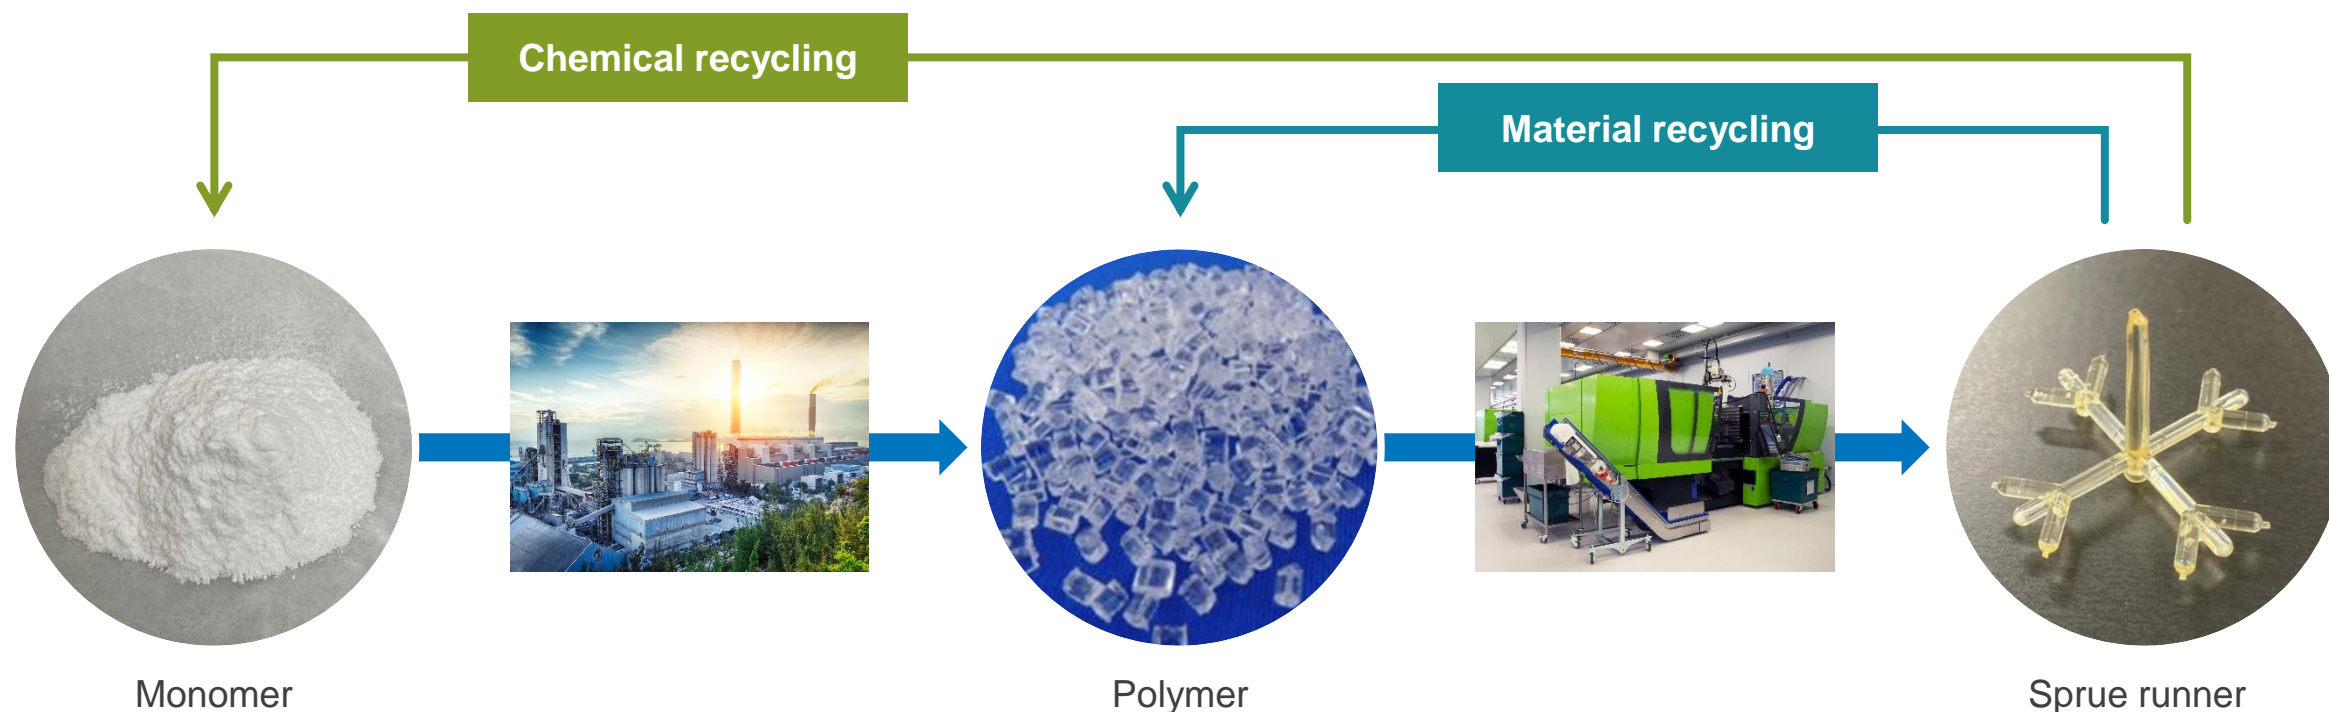 Chemical recycling
Material recycling
Monomer
Polymer
Sprue runner